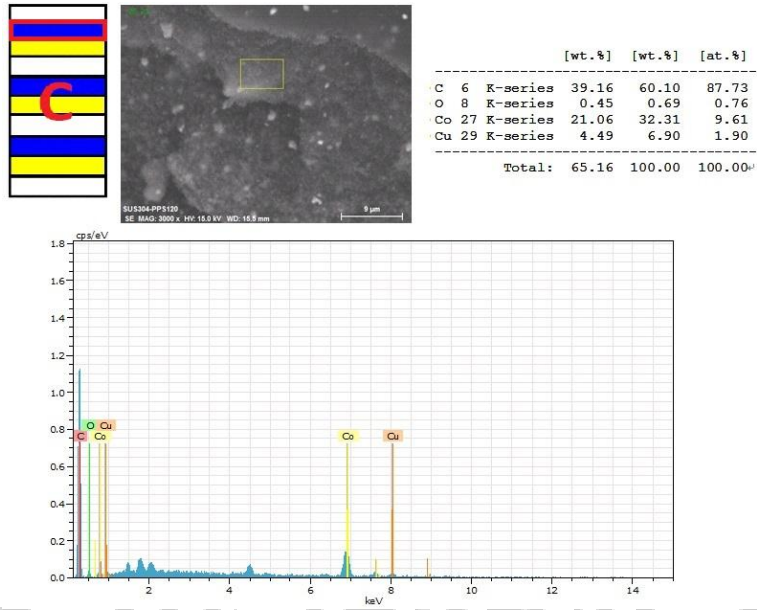 C
SUS304-PPS120
SE MAG: 3000 x HV: 15.0 kV WD: 15.5 mm
9 µm
[wt.%] [wt.%] [at.%]
C 6 K-series 39.16 60.10 87.73
O 8 K-series 0.45 0.69 0.76
Co 27 K-series 21.06 32.31 9.61
Cu 29 K-series 4.49 6.90 1.90
Total: 65.16 100.00 100.00
cps/eV
1.8
1.6
1.4
1.2
1.0
0.8
0.6
0.4
0.2
0.0
O Cu
C Co
Co
Cu
2 4 6 8 10 12 14
keV